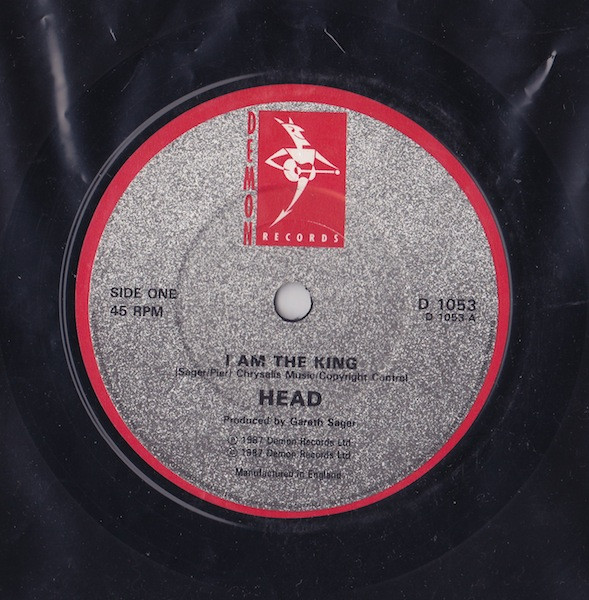 DEMON
RECORDS
SIDE ONE
45 RPM
D 1053
D 1053 A
I AM THE KING
(Sager/Pier) Chrysalis Music/Copyright Control
HEAD
Produced by Gareth Sager
℗ 1987 Demon Records Ltd
© 1987 Demon Records Ltd
Manufactured in England